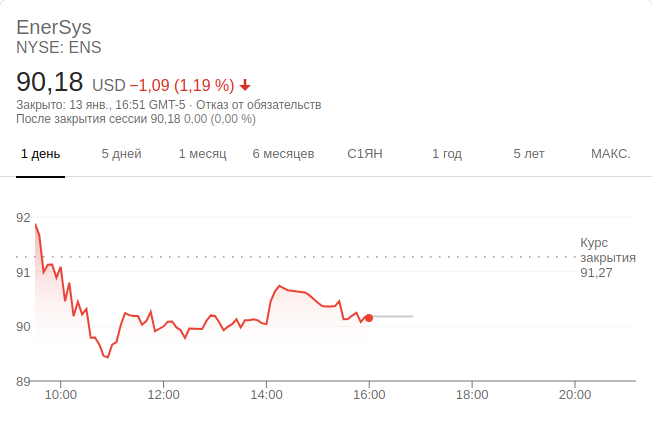 EnerSys
NYSE: ENS
90,18 USD −1,09 (1,19 %)
Закрыто: 13 янв., 16:51 GMT-5 · Отказ от обязательств
После закрытия сессии 90,18 0,00 (0,00 %)
1 день 5 дней 1 месяц 6 месяцев С1ЯН 1 год 5 лет МАКС.
92
Курс
закрытия
91,27
91
90
89
10:00 12:00 14:00 16:00 18:00 20:00